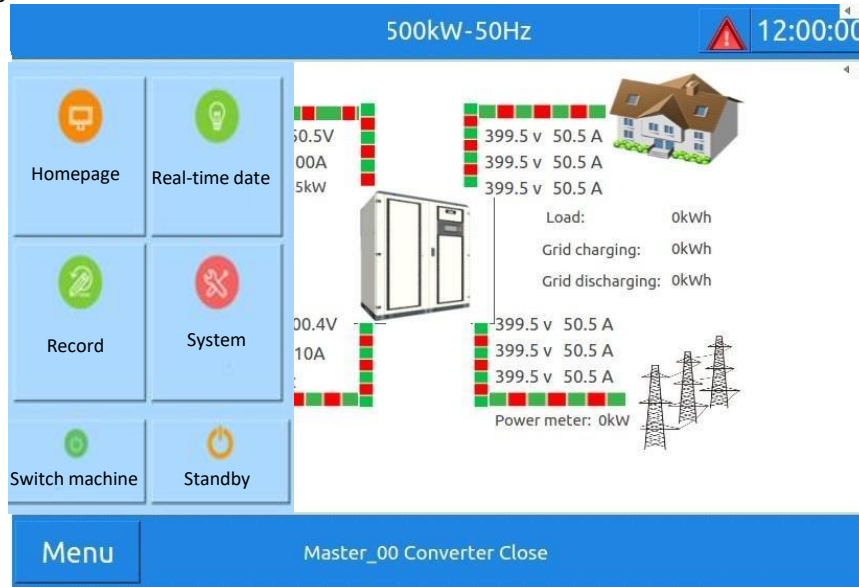 500kW-50Hz
12:00:00
50.5V
00A
5kW
399.5 v 50.5 A
399.5 v 50.5 A
399.5 v 50.5 A
Homepage
Real-time date
Load: 0kWh
Grid charging: 0kWh
Grid discharging: 0kWh
Record
System
00.4V
10A
399.5 v 50.5 A
399.5 v 50.5 A
399.5 v 50.5 A
Power meter: 0kW
Switch machine
Standby
Menu
Master_00 Converter Close